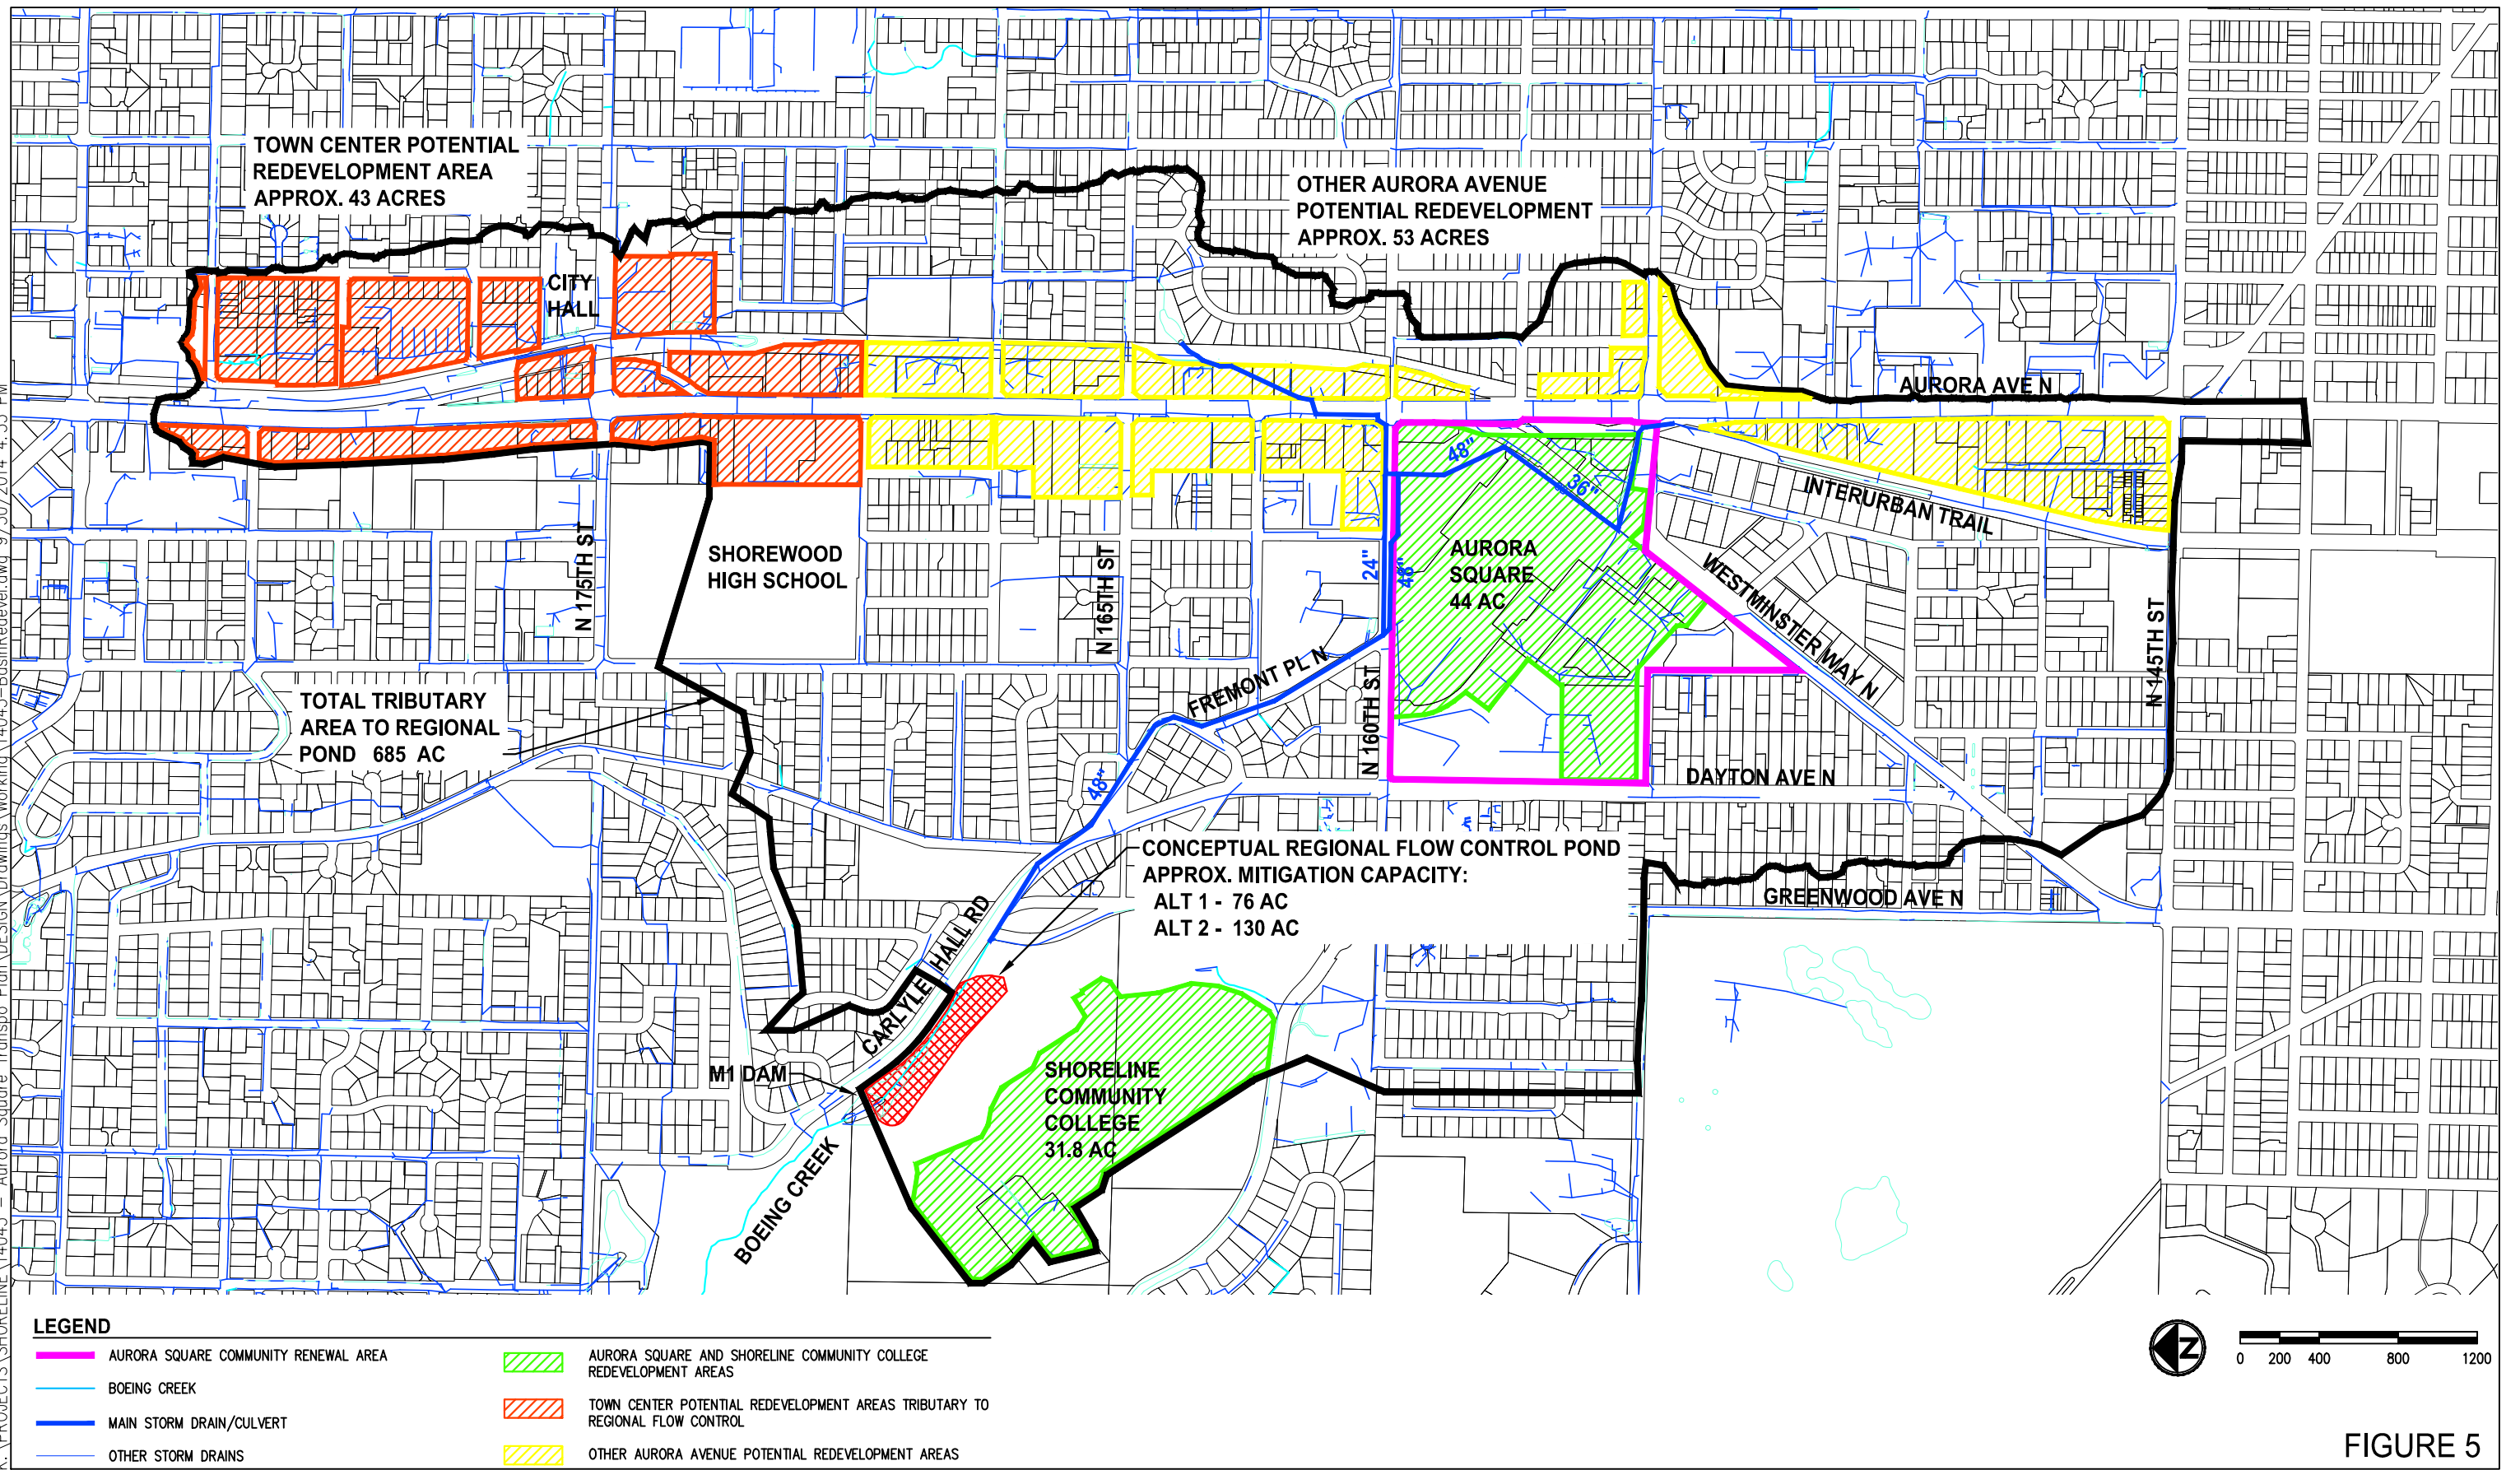 TOWN CENTER POTENTIAL
REDEVELOPMENT AREA
APPROX. 43 ACRES
OTHER AURORA AVENUE
POTENTIAL REDEVELOPMENT
APPROX. 53 ACRES
CITY
HALL
AURORA AVE N
48"
36"
INTERURBAN TRAIL
N 175TH ST
SHOREWOOD
HIGH SCHOOL
N 165TH ST
24"
48"
AURORA
SQUARE
44 AC
WESTMINSTER WAY N
N 145TH ST
FREMONT PL N
N 160TH ST
TOTAL TRIBUTARY
AREA TO REGIONAL
POND 685 AC
48"
DAYTON AVE N
CONCEPTUAL REGIONAL FLOW CONTROL POND
APPROX. MITIGATION CAPACITY:
ALT 1 - 76 AC
ALT 2 - 130 AC
GREENWOOD AVE N
CARLYLE HALL RD
M1 DAM
SHORELINE
COMMUNITY
COLLEGE
31.8 AC
BOEING CREEK
LEGEND
AURORA SQUARE COMMUNITY RENEWAL AREA
BOEING CREEK
MAIN STORM DRAIN/CULVERT
OTHER STORM DRAINS
AURORA SQUARE AND SHORELINE COMMUNITY COLLEGE
REDEVELOPMENT AREAS
TOWN CENTER POTENTIAL REDEVELOPMENT AREAS TRIBUTARY TO
REGIONAL FLOW CONTROL
OTHER AURORA AVENUE POTENTIAL REDEVELOPMENT AREAS
Z
0 200 400 800 1200
FIGURE 5